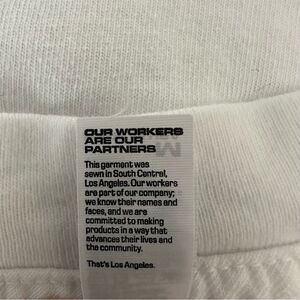 OUR WORKERS
ARE OUR
PARTNERS
This garment was
sewn in South Central,
Los Angeles. Our workers
are part of our company;
we know their names and
faces, and we are
committed to making
products in a way that
advances their lives and
the community.
That's Los Angeles.